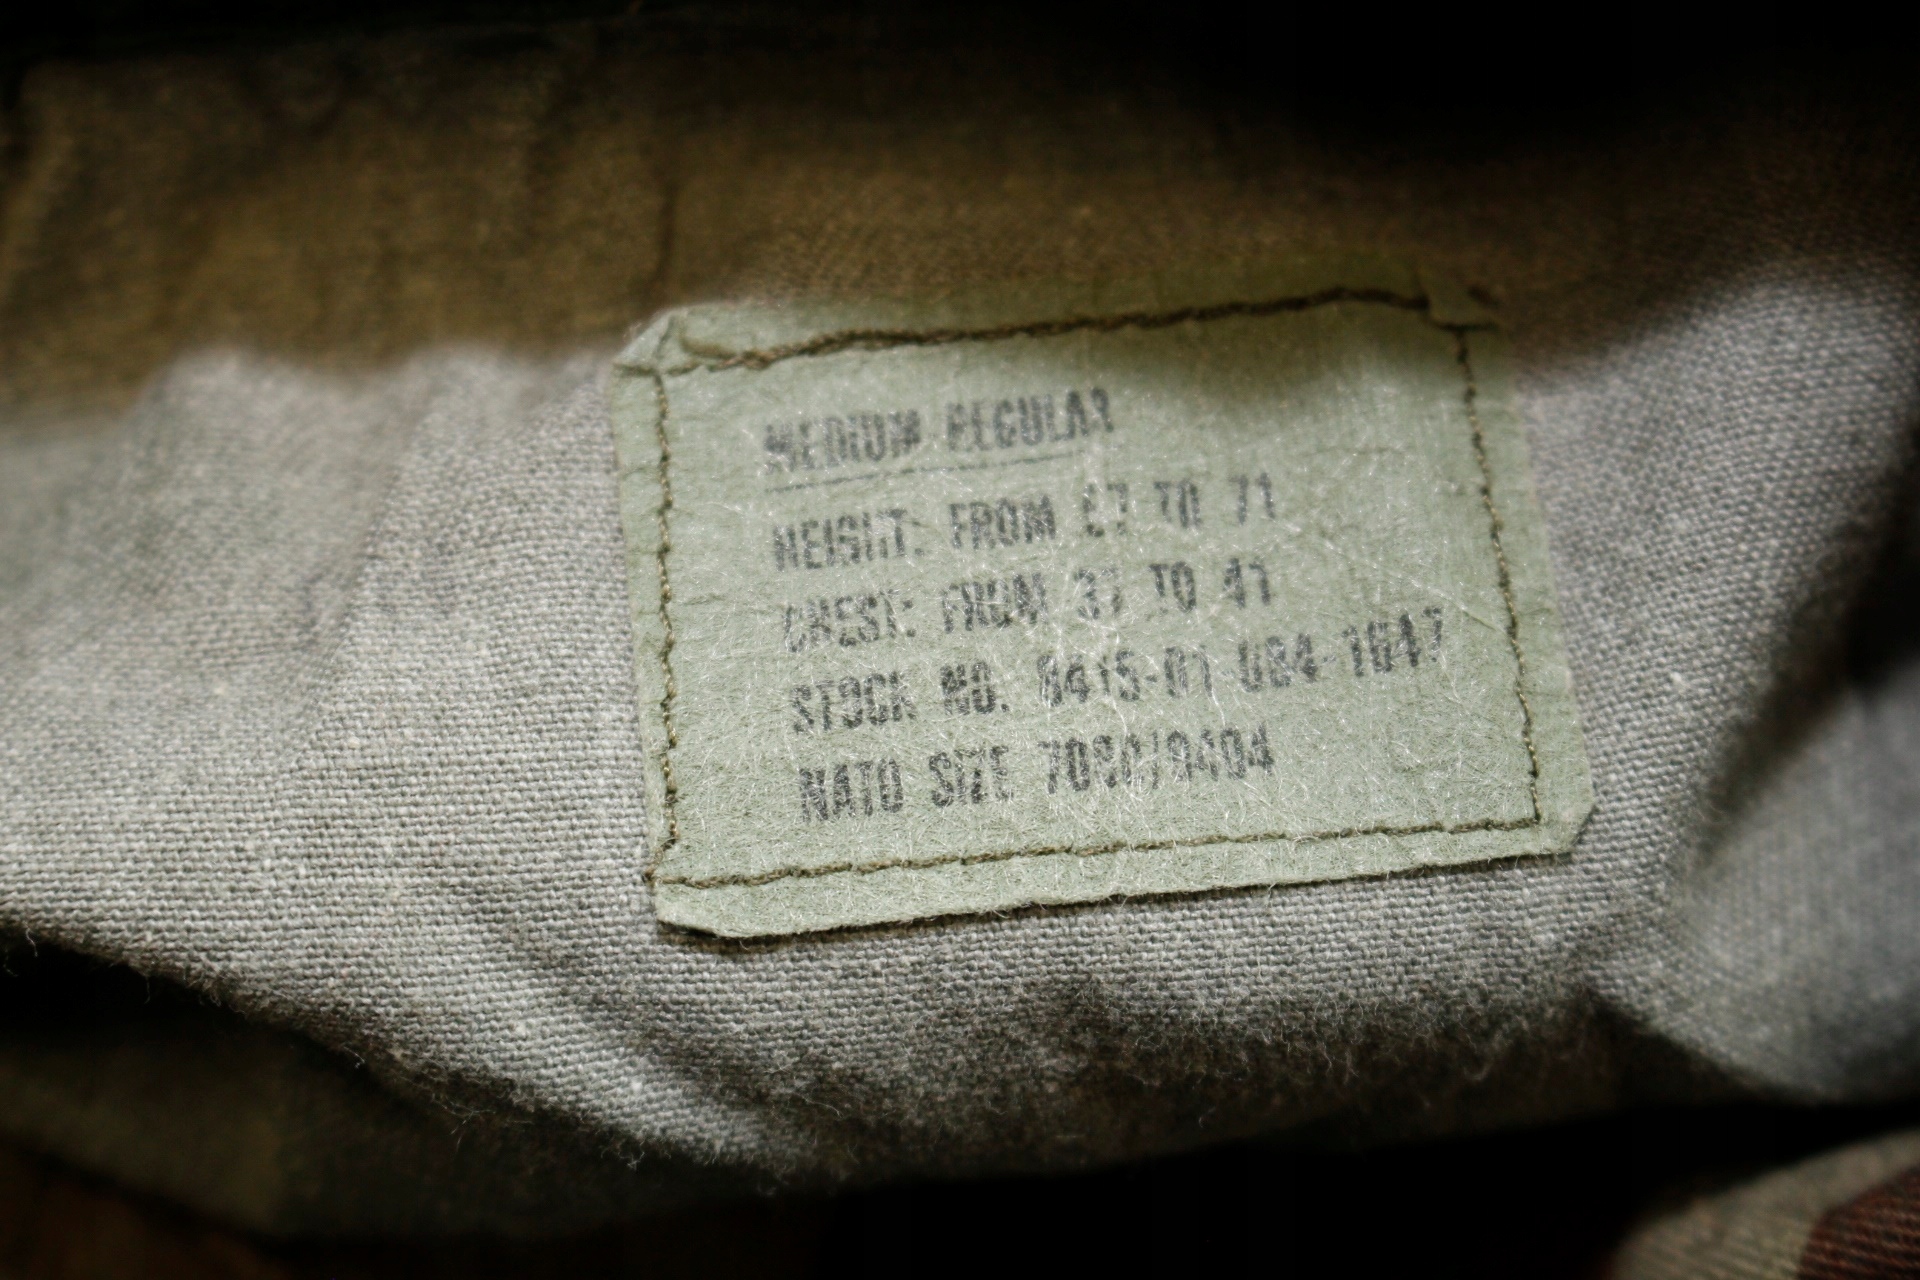 MEDIUM REGULAR
HEIGHT: FROM 67 TO 71
CHEST: FROM 37 TO 41
STOCK NO. 8415-01-084-1647
NATO SIZE 7080/9404